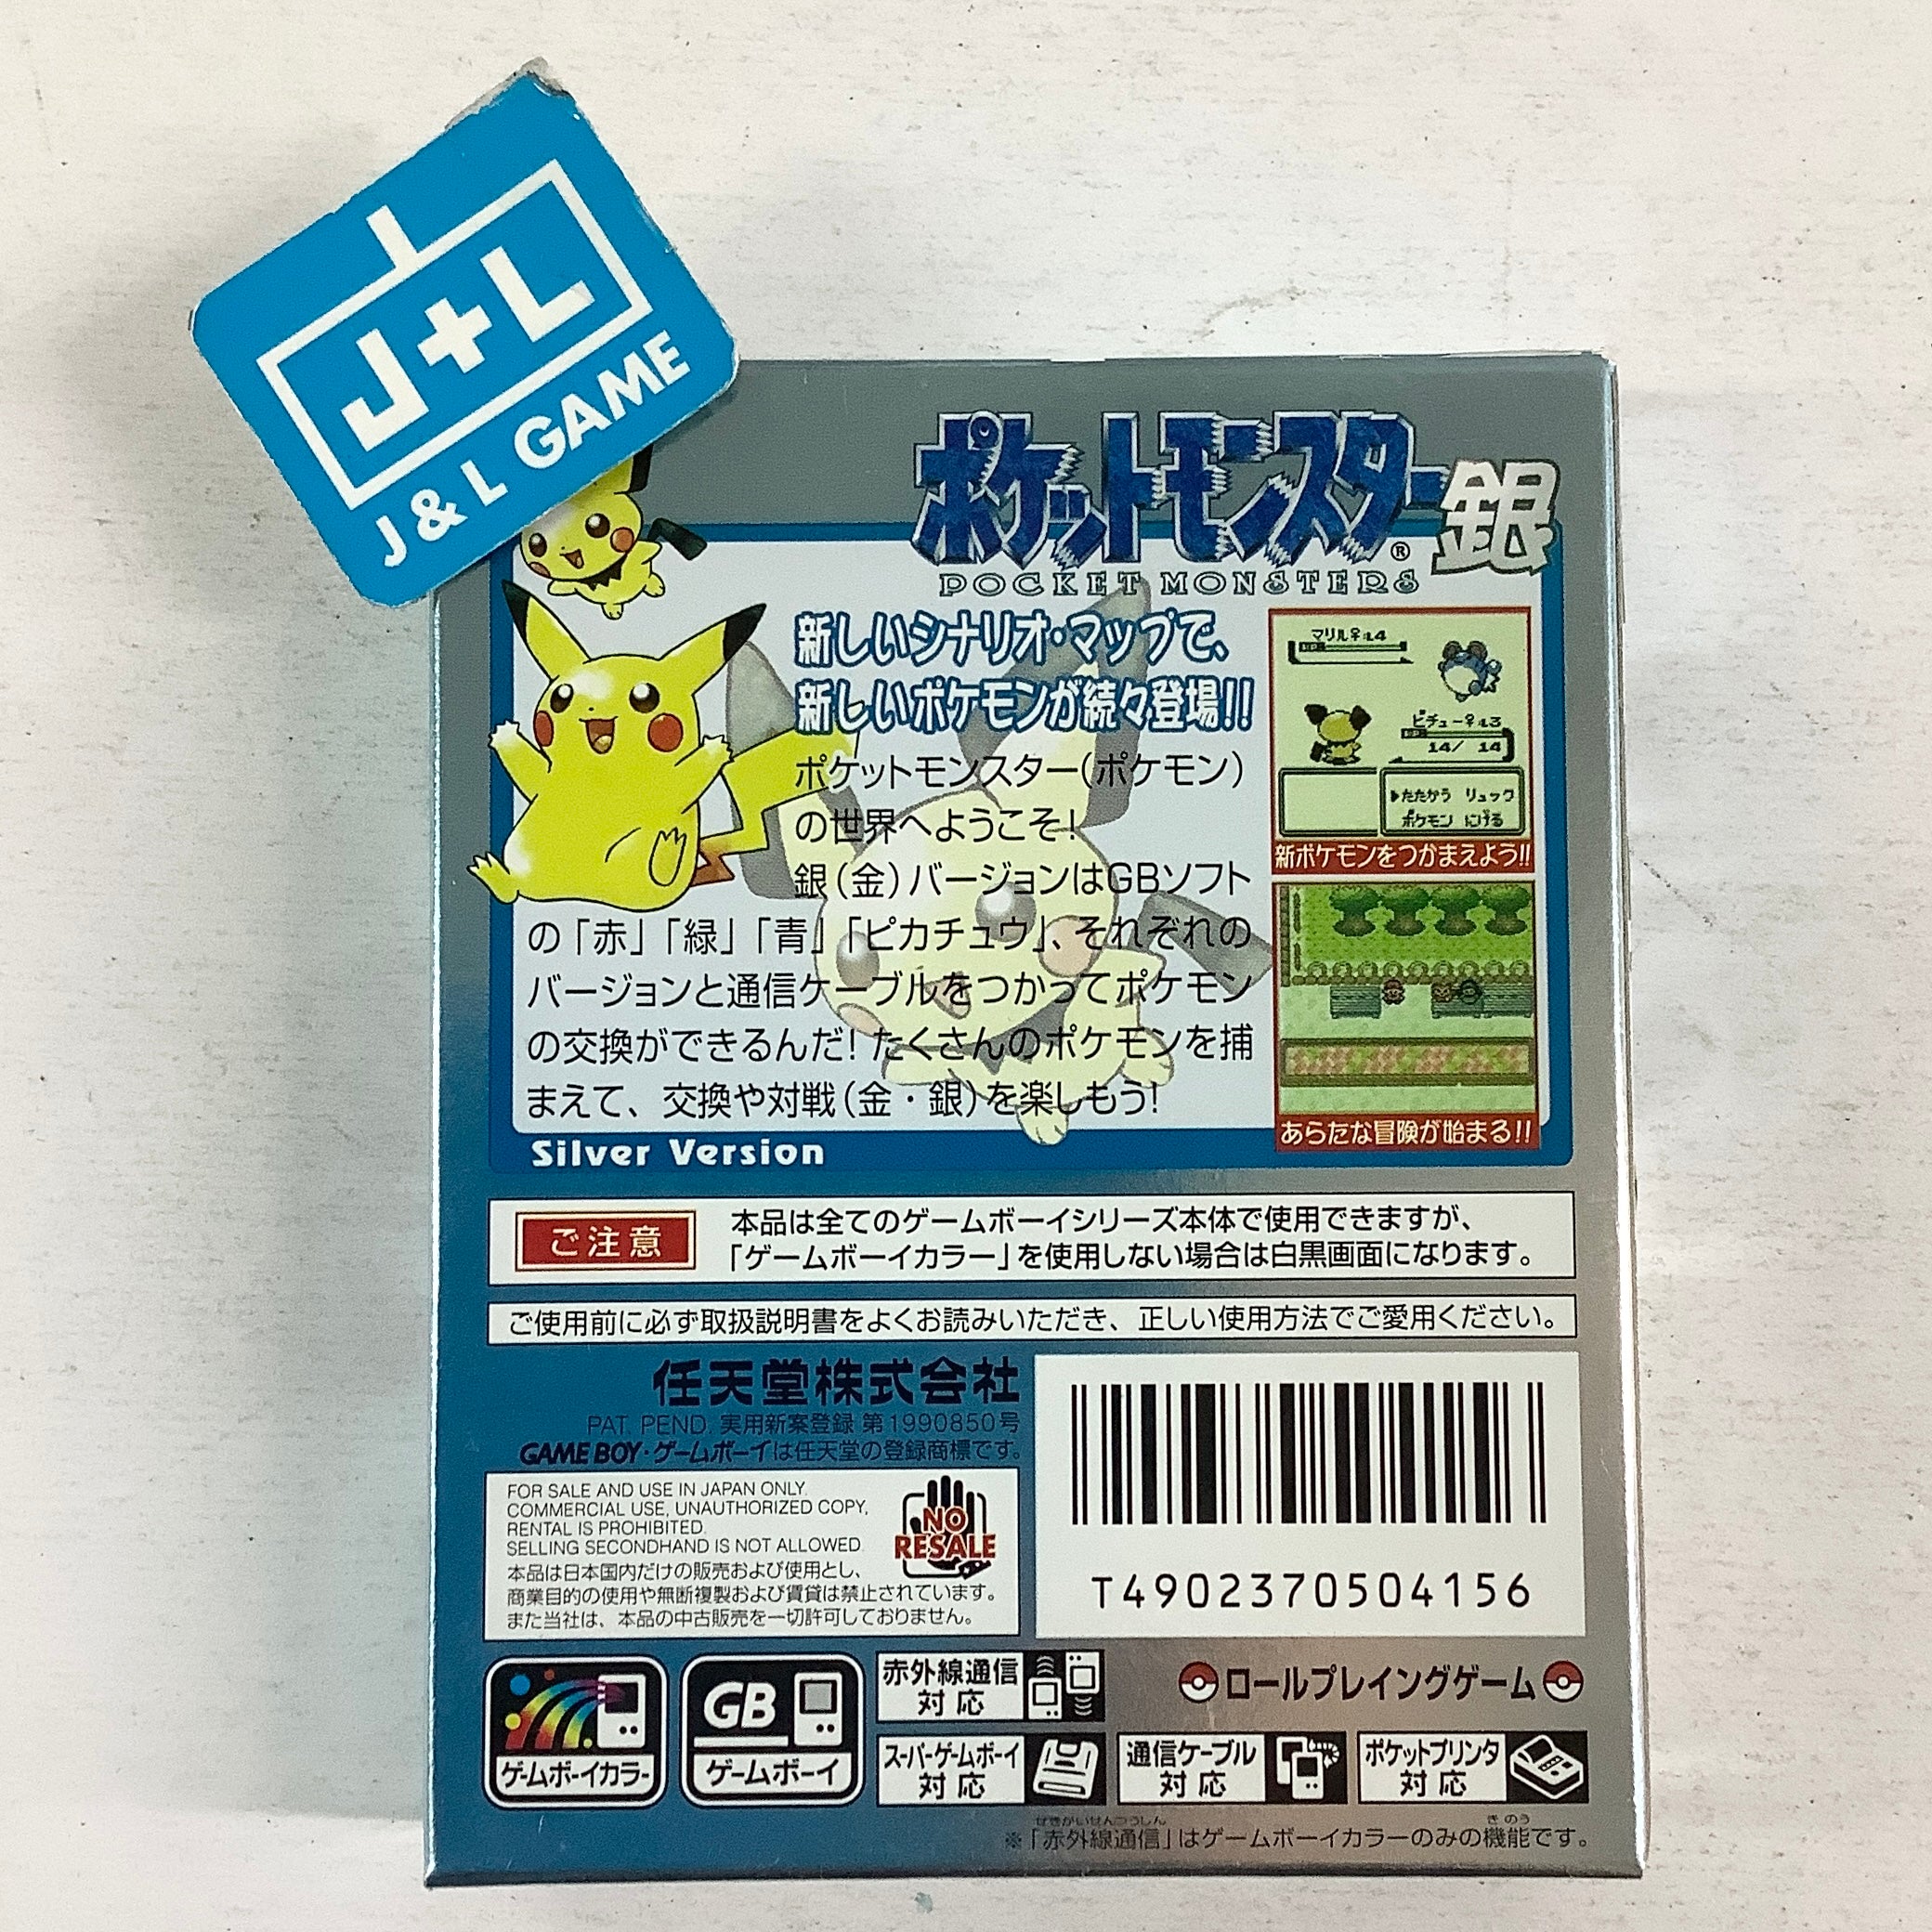 J+L
J & L GAME
ポケットモンスター銀
®
POCKET MONSTERS
新しいシナリオ・マップで、
新しいポケモンが続々登場!!
ポケットモンスター(ポケモン)
の世界へようこそ!
銀(金)バージョンはGBソフト
の「赤」「緑」「青」「ピカチュウ」、それぞれの
バージョンと通信ケーブルをつかってポケモン
の交換ができるんだ! たくさんのポケモンを捕
まえて、交換や対戦(金・銀)を楽しもう!
Silver Version
マリル♀:L4
ピチュー♀:L3
14/ 14
▶たたかう リュック
ポケモン にげる
新ポケモンをつかまえよう!!
あらたな冒険が始まる!!
ご注意
本品は全てのゲームボーイシリーズ本体で使用できますが、
「ゲームボーイカラー」を使用しない場合は白黒画面になります。
ご使用前に必ず取扱説明書をよくお読みいただき、正しい使用方法でご愛用ください。
任天堂株式会社
PAT. PEND. 実用新案登録 第1990850号
GAME BOY・ゲームボーイは任天堂の登録商標です。
FOR SALE AND USE IN JAPAN ONLY.
COMMERCIAL USE, UNAUTHORIZED COPY,
RENTAL IS PROHIBITED.
SELLING SECONDHAND IS NOT ALLOWED.
本品は日本国内だけの販売および使用とし、
商業目的の使用や無断複製および賃貸は禁止されています。
また当社は、本品の中古販売を一切許可しておりません。
NO
RESALE
T4902370504156
ゲームボーイカラー
GB
ゲームボーイ
赤外線通信
対応
ロールプレイングゲーム
スーパーゲームボーイ
対応
通信ケーブル
対応
ポケットプリンタ
対応
せきがいせんつうしん きのう
※「赤外線通信」はゲームボーイカラーのみの機能です。